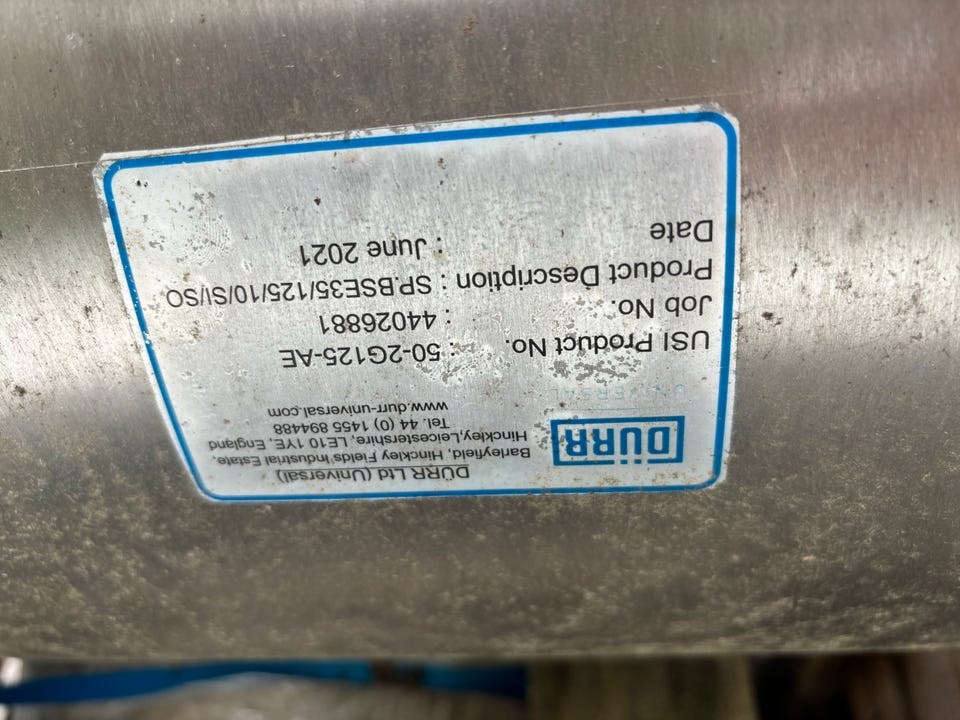 DÜRR
UNIVERSAL
DÜRR Ltd (Universal)
Barleyfield, Hinckley Fields Industrial Estate,
Hinckley,Leicestershire, LE10 1YE, England
Tel. 44 (0) 1455 894488
www.durr-universal.com
USI Product No. : 50-2G125-AE
Job No. : 44026881
Product Description : SP.BSE35/125/10/SI/SO
Date : June 2021